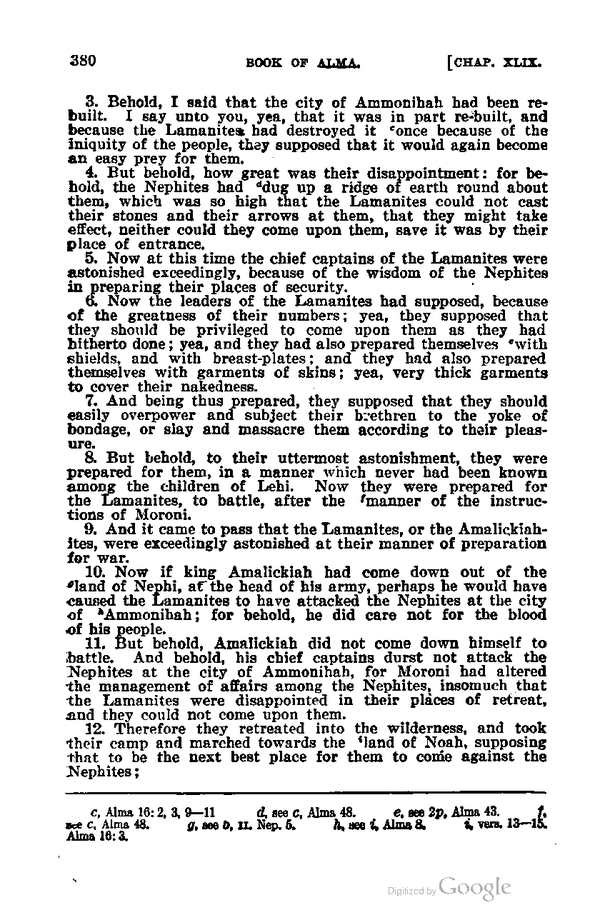 380 BOOK OF ALMA. [CHAP. XLIX.
3. Behold, I said that the city of Ammonihah had been re-
built. I say unto you, yea, that it was in part re-built, and
because the Lamanites had destroyed it ᶜonce because of the
iniquity of the people, they supposed that it would again become
an easy prey for them.
4. But behold, how great was their disappointment: for be-
hold, the Nephites had ᵈdug up a ridge of earth round about
them, which was so high that the Lamanites could not cast
their stones and their arrows at them, that they might take
effect, neither could they come upon them, save it was by their
place of entrance.
5. Now at this time the chief captains of the Lamanites were
astonished exceedingly, because of the wisdom of the Nephites
in preparing their places of security.
6. Now the leaders of the Lamanites had supposed, because
of the greatness of their numbers; yea, they supposed that
they should be privileged to come upon them as they had
hitherto done; yea, and they had also prepared themselves ᵉwith
shields, and with breast-plates; and they had also prepared
themselves with garments of skins; yea, very thick garments
to cover their nakedness.
7. And being thus prepared, they supposed that they should
easily overpower and subject their brethren to the yoke of
bondage, or slay and massacre them according to their pleas-
ure.
8. But behold, to their uttermost astonishment, they were
prepared for them, in a manner which never had been known
among the children of Lehi. Now they were prepared for
the Lamanites, to battle, after the ᶠmanner of the instruc-
tions of Moroni.
9. And it came to pass that the Lamanites, or the Amalickiah-
ites, were exceedingly astonished at their manner of preparation
for war.
10. Now if king Amalickiah had come down out of the
ᵍland of Nephi, at the head of his army, perhaps he would have
caused the Lamanites to have attacked the Nephites at the city
of ʰAmmonihah; for behold, he did care not for the blood
of his people.
11. But behold, Amalickiah did not come down himself to
battle. And behold, his chief captains durst not attack the
Nephites at the city of Ammonihah, for Moroni had altered
the management of affairs among the Nephites, insomuch that
the Lamanites were disappointed in their places of retreat,
and they could not come upon them.
12. Therefore they retreated into the wilderness, and took
their camp and marched towards the ⁱland of Noah, supposing
that to be the next best place for them to come against the
Nephites;
c, Alma 16: 2, 3, 9—11 d, see c, Alma 48. e, see 2p, Alma 43. f,
see c, Alma 48. g, see b, II. Nep. 5. h, see i, Alma 8. i, vers. 13—15.
Alma 16: 3.
Digitized by Google